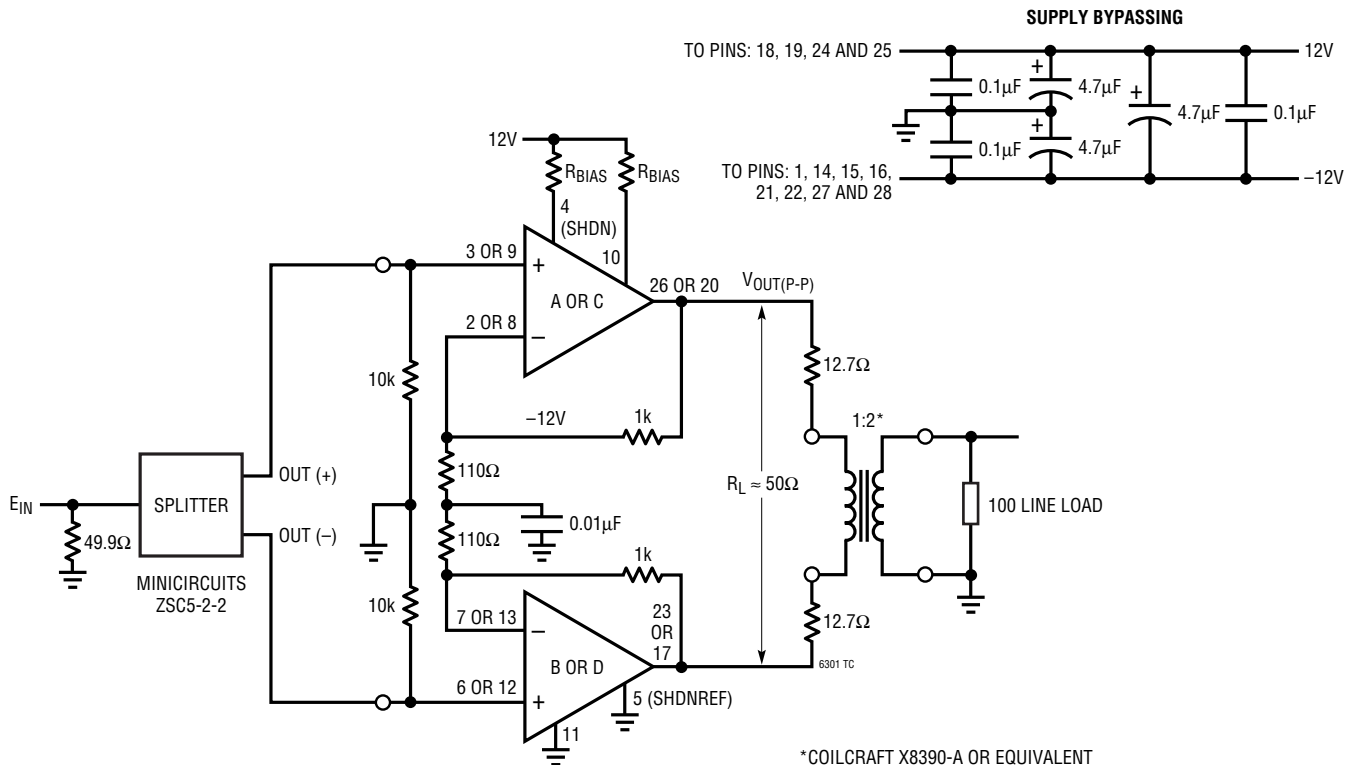 SUPPLY BYPASSING
TO PINS: 18, 19, 24 AND 25
12V
+
0.1µF
4.7µF
+
4.7µF
0.1µF
+
0.1µF
4.7µF
TO PINS: 1, 14, 15, 16,
21, 22, 27 AND 28
–12V
12V
RBIAS
RBIAS
4
(SHDN)
10
3 OR 9
+
A OR C
26 OR 20
VOUT(P-P)
2 OR 8
–
12.7Ω
10k
–12V
1k
1:2*
110Ω
EIN
SPLITTER
OUT (+)
OUT (–)
49.9Ω
MINICIRCUITS
ZSC5-2-2
0.01µF
RL ≈ 50Ω
100 LINE LOAD
110Ω
1k
10k
7 OR 13
–
23
OR
17
12.7Ω
6301 TC
B OR D
6 OR 12
+
5 (SHDNREF)
11
*COILCRAFT X8390-A OR EQUIVALENT